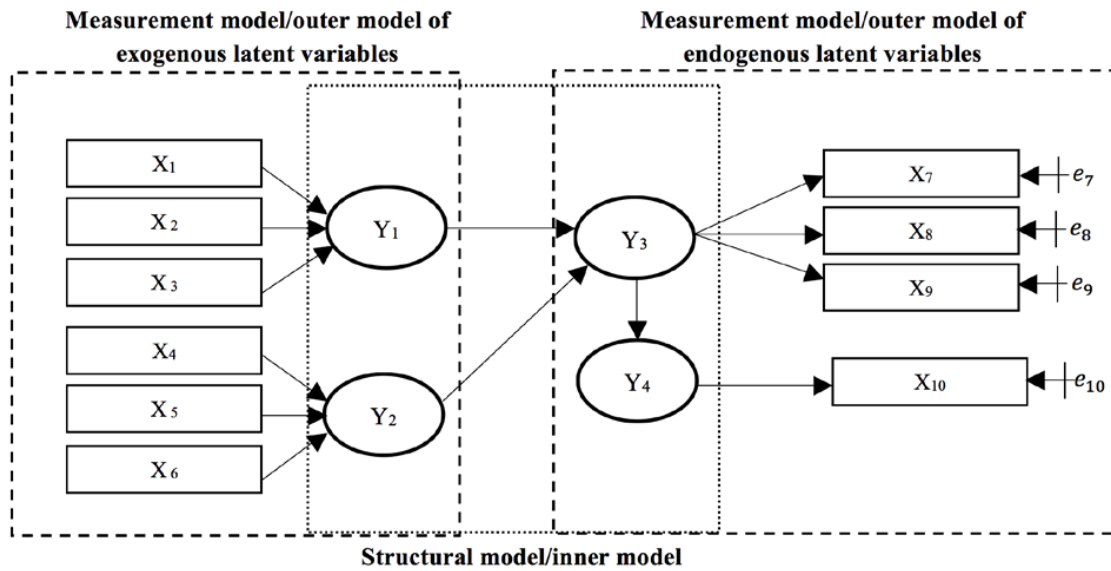 Measurement model/outer model of
exogenous latent variables
Measurement model/outer model of
endogenous latent variables
X1
X2
X3
X4
X5
X6
Y1
Y2
Y3
Y4
X7
X8
X9
X10
e7
e8
e9
e10
Structural model/inner model